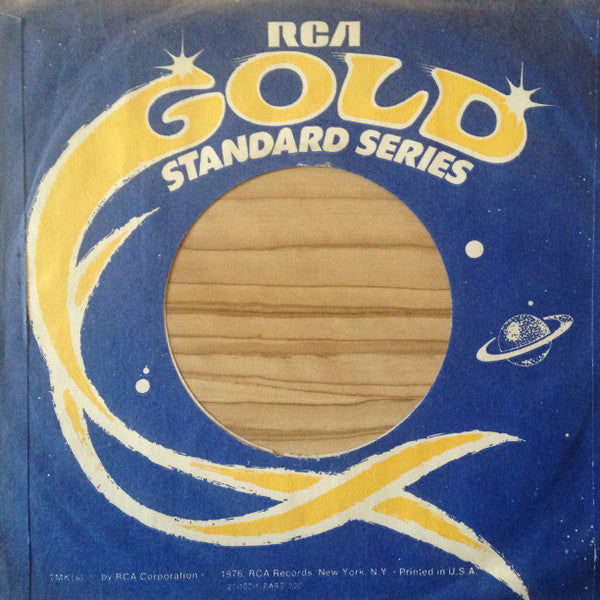 RCA
GOLD
STANDARD SERIES
TMK(s) by RCA Corporation · 1976, RCA Records, New York, N.Y. · Printed in U.S.A.